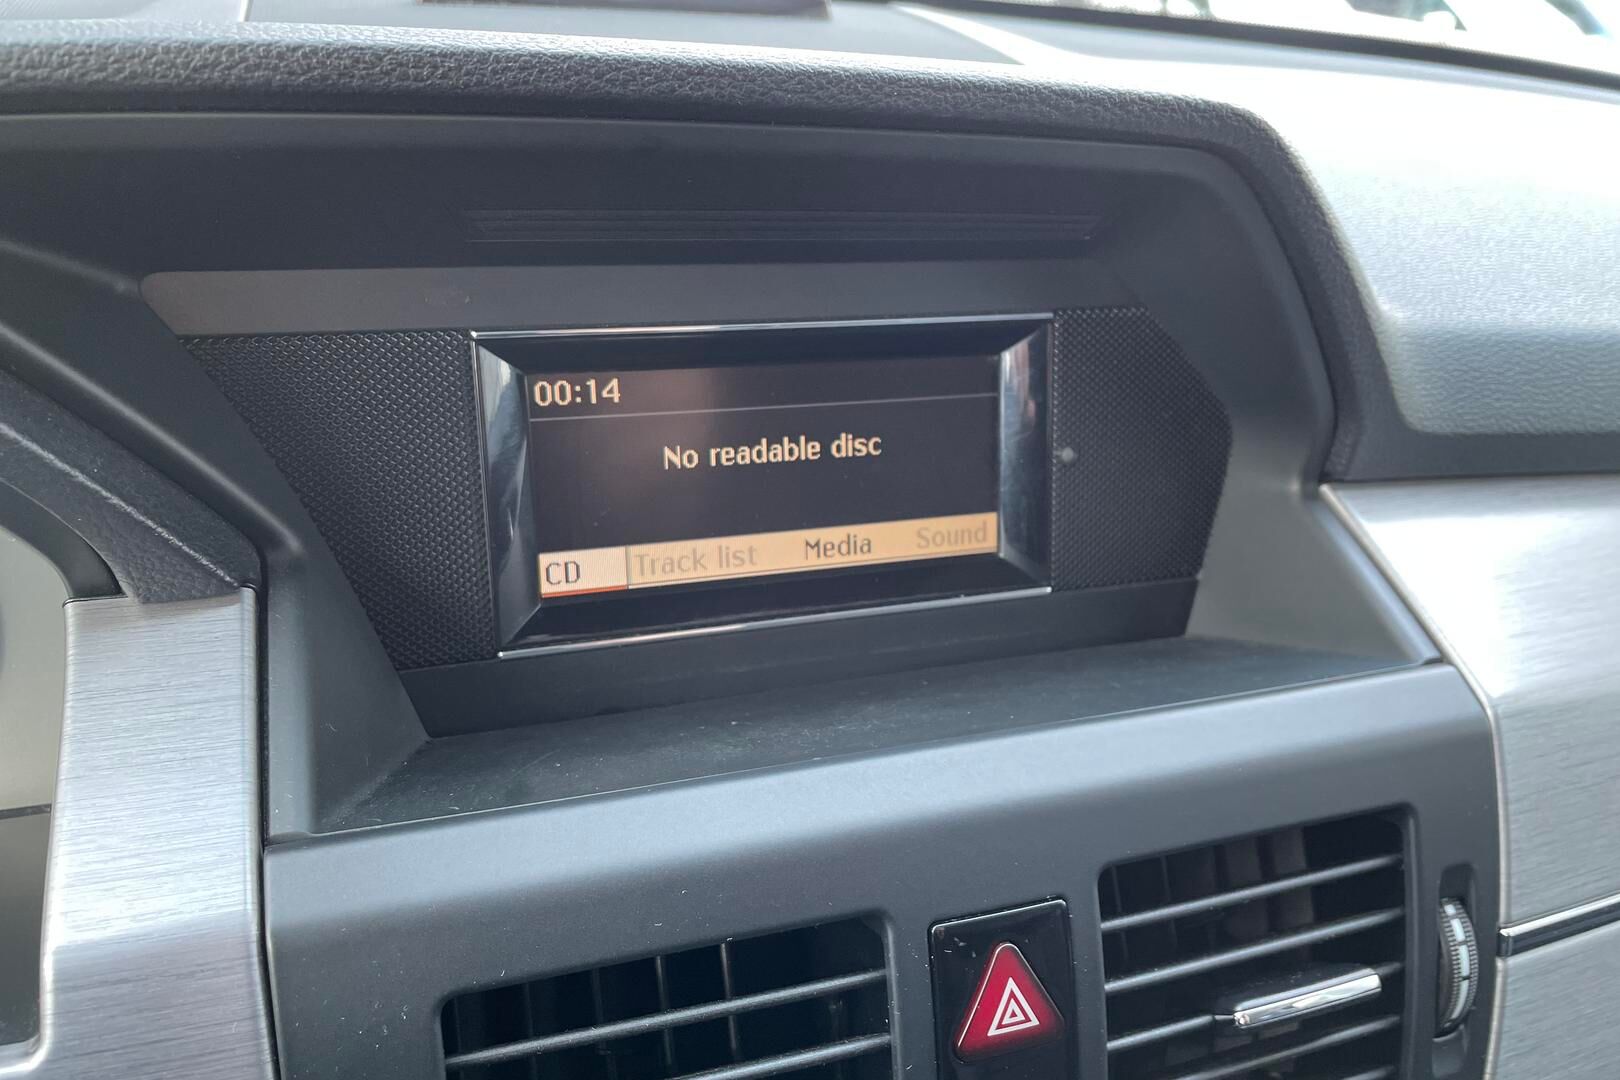 00:14
No readable disc
CD Track list Media Sound